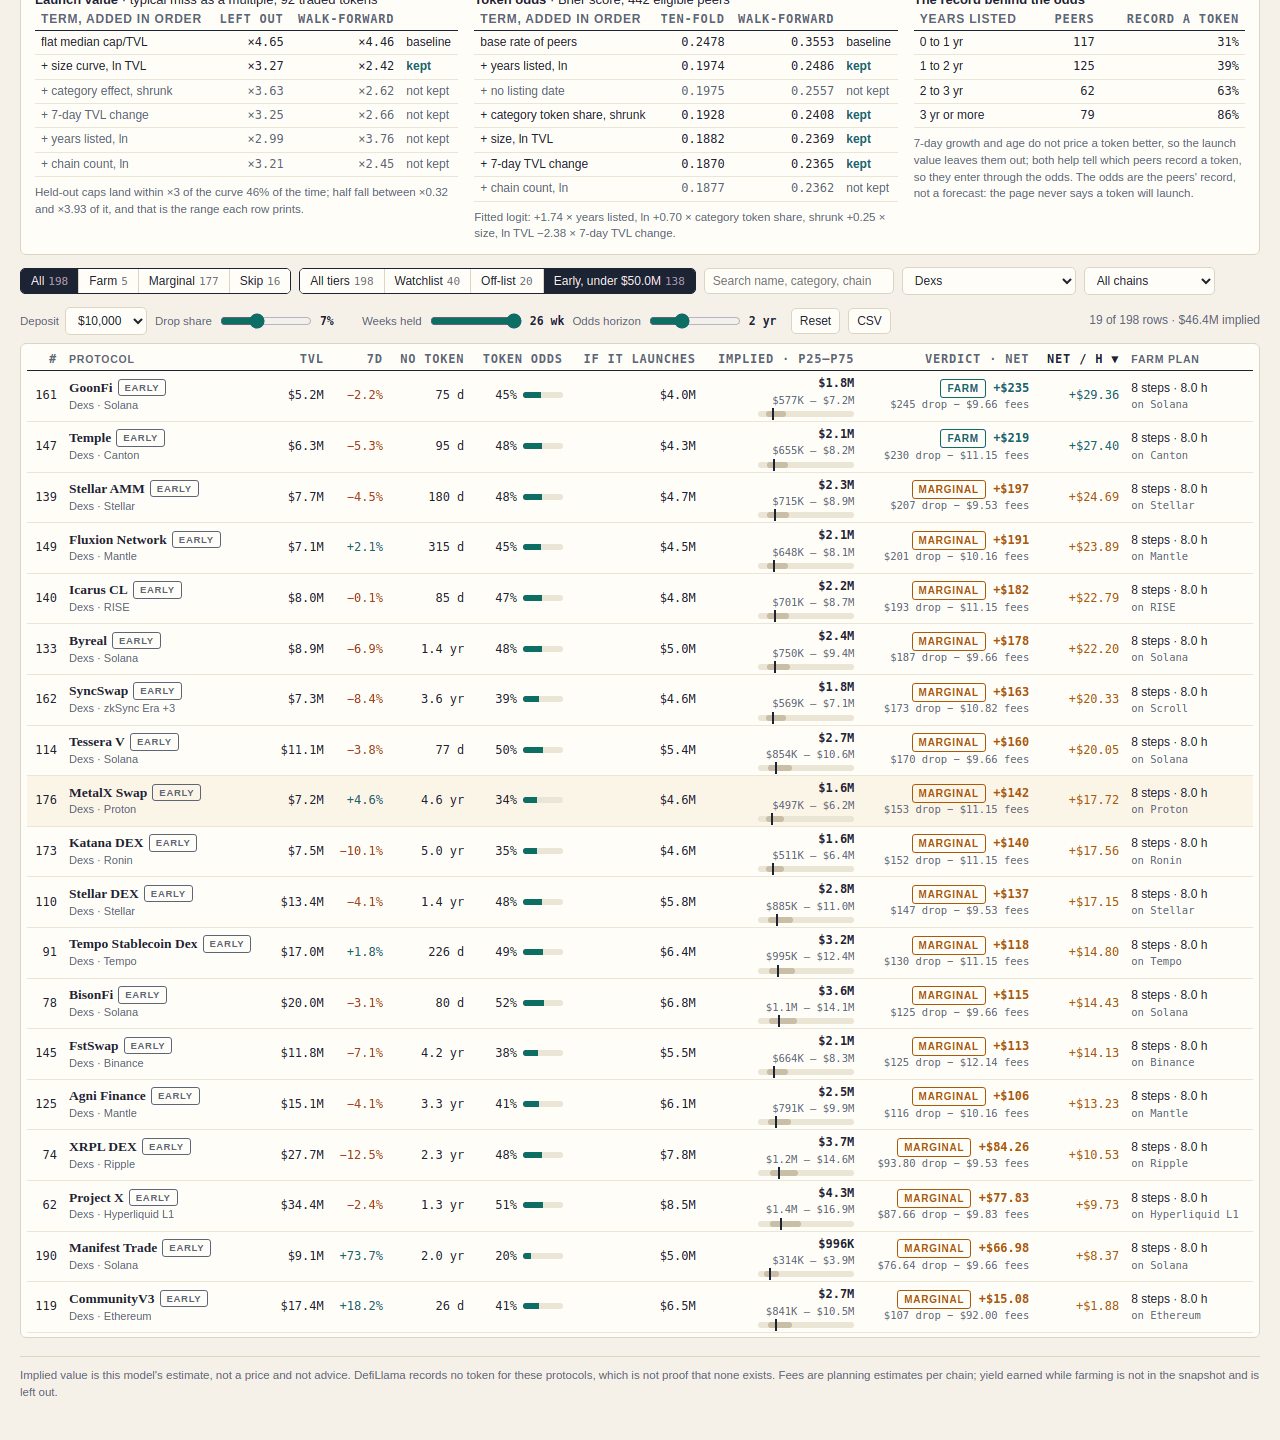 Launch value · typical miss as a multiple, 92 traded tokens
TERM, ADDED IN ORDER LEFT OUT WALK-FORWARD
flat median cap/TVL ×4.65 ×4.46 baseline
+ size curve, ln TVL ×3.27 ×2.42 kept
+ category effect, shrunk ×3.63 ×2.62 not kept
+ 7-day TVL change ×3.25 ×2.66 not kept
+ years listed, ln ×2.99 ×3.76 not kept
+ chain count, ln ×3.21 ×2.45 not kept
Held-out caps land within ×3 of the curve 46% of the time; half fall between ×0.32
and ×3.93 of it, and that is the range each row prints.
Token odds · Brier score, 442 eligible peers
TERM, ADDED IN ORDER TEN-FOLD WALK-FORWARD
base rate of peers 0.2478 0.3553 baseline
+ years listed, ln 0.1974 0.2486 kept
+ no listing date 0.1975 0.2557 not kept
+ category token share, shrunk 0.1928 0.2408 kept
+ size, ln TVL 0.1882 0.2369 kept
+ 7-day TVL change 0.1870 0.2365 kept
+ chain count, ln 0.1877 0.2362 not kept
Fitted logit: +1.74 × years listed, ln +0.70 × category token share, shrunk +0.25 ×
size, ln TVL −2.38 × 7-day TVL change.
The record behind the odds
YEARS LISTED PEERS RECORD A TOKEN
0 to 1 yr 117 31%
1 to 2 yr 125 39%
2 to 3 yr 62 63%
3 yr or more 79 86%
7-day growth and age do not price a token better, so the launch
value leaves them out; both help tell which peers record a token,
so they enter through the odds. The odds are the peers' record,
not a forecast: the page never says a token will launch.
All 198 Farm 5 Marginal 177 Skip 16 All tiers 198 Watchlist 40 Off-list 20 Early, under $50.0M 138 Search name, category, chain Dexs All chains
Deposit $10,000 Drop share 7% Weeks held 26 wk Odds horizon 2 yr Reset CSV 19 of 198 rows · $46.4M implied
# PROTOCOL TVL 7D NO TOKEN TOKEN ODDS IF IT LAUNCHES IMPLIED · P25–P75 VERDICT · NET NET / H ▼ FARM PLAN
161 GoonFi EARLY $5.2M −2.2% 75 d 45% $4.0M $1.8M FARM +$235 +$29.36 8 steps · 8.0 h
Dexs · Solana $577K – $7.2M $245 drop − $9.66 fees on Solana
147 Temple EARLY $6.3M −5.3% 95 d 48% $4.3M $2.1M FARM +$219 +$27.40 8 steps · 8.0 h
Dexs · Canton $655K – $8.2M $230 drop − $11.15 fees on Canton
139 Stellar AMM EARLY $7.7M −4.5% 180 d 48% $4.7M $2.3M MARGINAL +$197 +$24.69 8 steps · 8.0 h
Dexs · Stellar $715K – $8.9M $207 drop − $9.53 fees on Stellar
149 Fluxion Network EARLY $7.1M +2.1% 315 d 45% $4.5M $2.1M MARGINAL +$191 +$23.89 8 steps · 8.0 h
Dexs · Mantle $648K – $8.1M $201 drop − $10.16 fees on Mantle
140 Icarus CL EARLY $8.0M −0.1% 85 d 47% $4.8M $2.2M MARGINAL +$182 +$22.79 8 steps · 8.0 h
Dexs · RISE $701K – $8.7M $193 drop − $11.15 fees on RISE
133 Byreal EARLY $8.9M −6.9% 1.4 yr 48% $5.0M $2.4M MARGINAL +$178 +$22.20 8 steps · 8.0 h
Dexs · Solana $750K – $9.4M $187 drop − $9.66 fees on Solana
162 SyncSwap EARLY $7.3M −8.4% 3.6 yr 39% $4.6M $1.8M MARGINAL +$163 +$20.33 8 steps · 8.0 h
Dexs · zkSync Era +3 $569K – $7.1M $173 drop − $10.82 fees on Scroll
114 Tessera V EARLY $11.1M −3.8% 77 d 50% $5.4M $2.7M MARGINAL +$160 +$20.05 8 steps · 8.0 h
Dexs · Solana $854K – $10.6M $170 drop − $9.66 fees on Solana
176 MetalX Swap EARLY $7.2M +4.6% 4.6 yr 34% $4.6M $1.6M MARGINAL +$142 +$17.72 8 steps · 8.0 h
Dexs · Proton $497K – $6.2M $153 drop − $11.15 fees on Proton
173 Katana DEX EARLY $7.5M −10.1% 5.0 yr 35% $4.6M $1.6M MARGINAL +$140 +$17.56 8 steps · 8.0 h
Dexs · Ronin $511K – $6.4M $152 drop − $11.15 fees on Ronin
110 Stellar DEX EARLY $13.4M −4.1% 1.4 yr 48% $5.8M $2.8M MARGINAL +$137 +$17.15 8 steps · 8.0 h
Dexs · Stellar $885K – $11.0M $147 drop − $9.53 fees on Stellar
91 Tempo Stablecoin Dex EARLY $17.0M +1.8% 226 d 49% $6.4M $3.2M MARGINAL +$118 +$14.80 8 steps · 8.0 h
Dexs · Tempo $995K – $12.4M $130 drop − $11.15 fees on Tempo
78 BisonFi EARLY $20.0M −3.1% 80 d 52% $6.8M $3.6M MARGINAL +$115 +$14.43 8 steps · 8.0 h
Dexs · Solana $1.1M – $14.1M $125 drop − $9.66 fees on Solana
145 FstSwap EARLY $11.8M −7.1% 4.2 yr 38% $5.5M $2.1M MARGINAL +$113 +$14.13 8 steps · 8.0 h
Dexs · Binance $664K – $8.3M $125 drop − $12.14 fees on Binance
125 Agni Finance EARLY $15.1M −4.1% 3.3 yr 41% $6.1M $2.5M MARGINAL +$106 +$13.23 8 steps · 8.0 h
Dexs · Mantle $791K – $9.9M $116 drop − $10.16 fees on Mantle
74 XRPL DEX EARLY $27.7M −12.5% 2.3 yr 48% $7.8M $3.7M MARGINAL +$84.26 +$10.53 8 steps · 8.0 h
Dexs · Ripple $1.2M – $14.6M $93.80 drop − $9.53 fees on Ripple
62 Project X EARLY $34.4M −2.4% 1.3 yr 51% $8.5M $4.3M MARGINAL +$77.83 +$9.73 8 steps · 8.0 h
Dexs · Hyperliquid L1 $1.4M – $16.9M $87.66 drop − $9.83 fees on Hyperliquid L1
190 Manifest Trade EARLY $9.1M +73.7% 2.0 yr 20% $5.0M $996K MARGINAL +$66.98 +$8.37 8 steps · 8.0 h
Dexs · Solana $314K – $3.9M $76.64 drop − $9.66 fees on Solana
119 CommunityV3 EARLY $17.4M +18.2% 26 d 41% $6.5M $2.7M MARGINAL +$15.08 +$1.88 8 steps · 8.0 h
Dexs · Ethereum $841K – $10.5M $107 drop − $92.00 fees on Ethereum
Implied value is this model's estimate, not a price and not advice. DefiLlama records no token for these protocols, which is not proof that none exists. Fees are planning estimates per chain; yield earned while farming is not in the snapshot and is
left out.